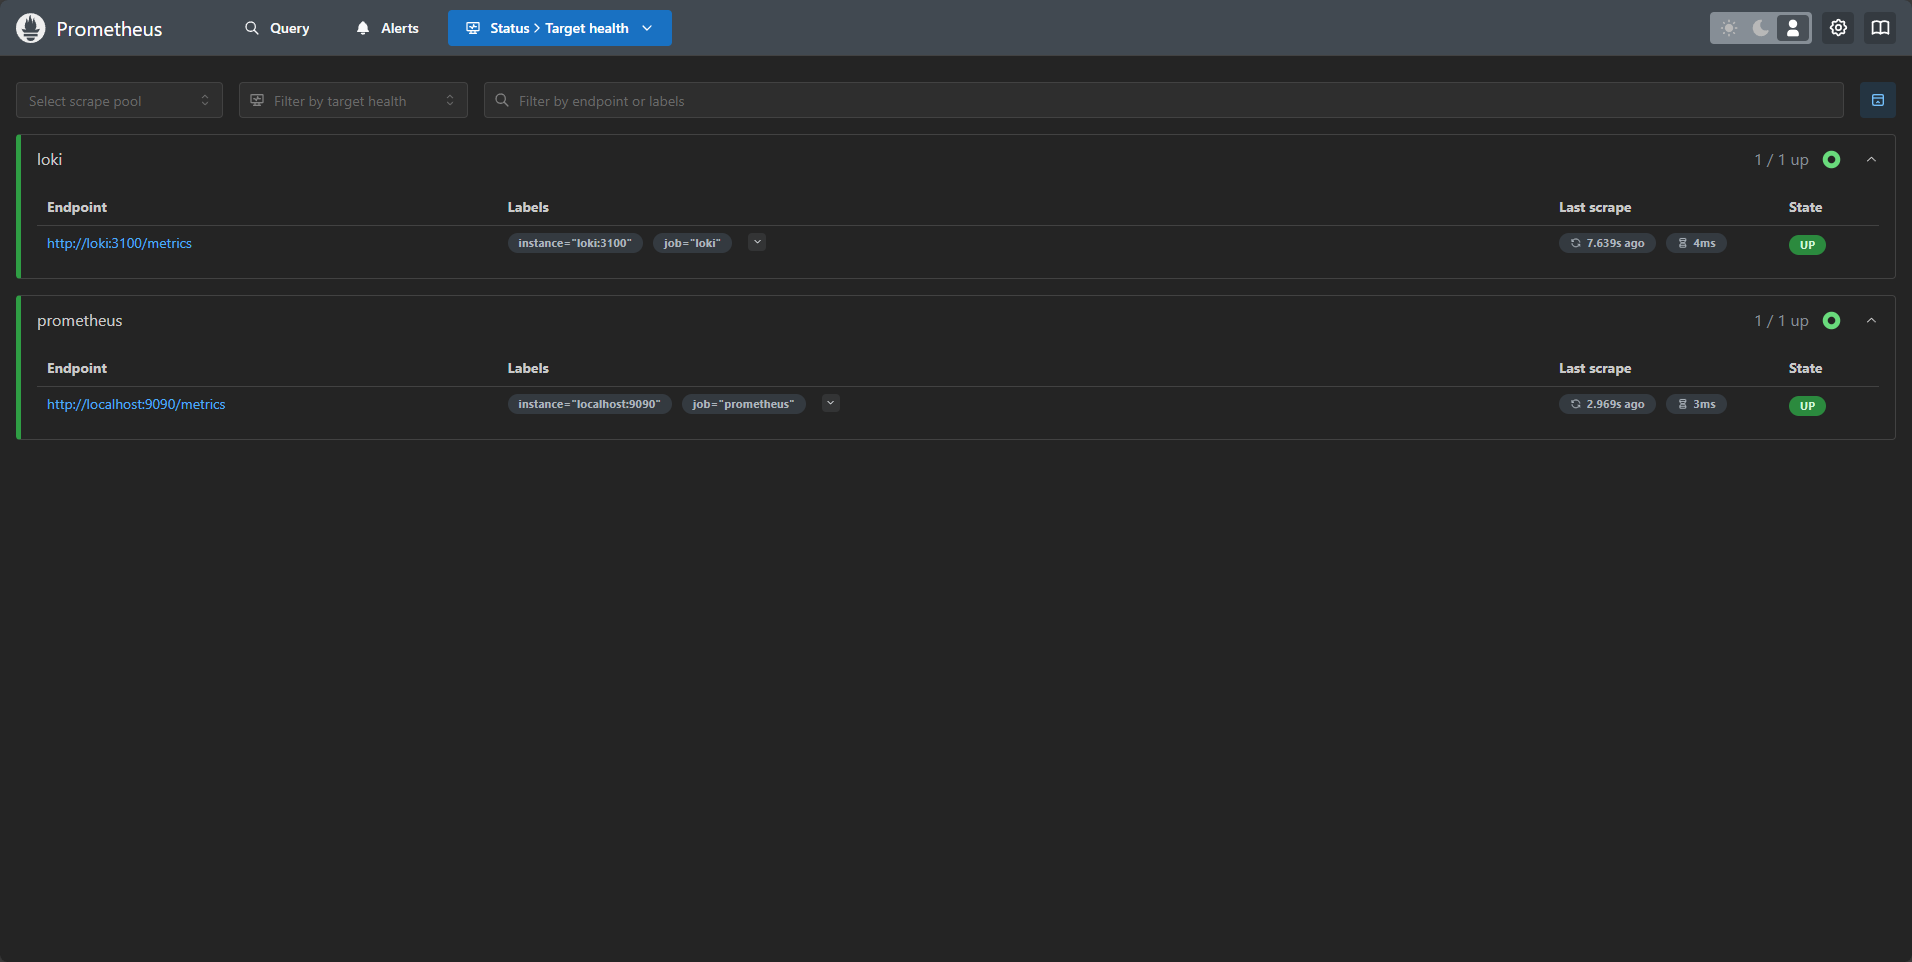 Prometheus Query Alerts Status > Target health
Select scrape pool Filter by target health Filter by endpoint or labels
loki 1 / 1 up
Endpoint Labels Last scrape State
http://loki:3100/metrics instance="loki:3100" job="loki" 7.639s ago 4ms UP
prometheus 1 / 1 up
Endpoint Labels Last scrape State
http://localhost:9090/metrics instance="localhost:9090" job="prometheus" 2.969s ago 3ms UP